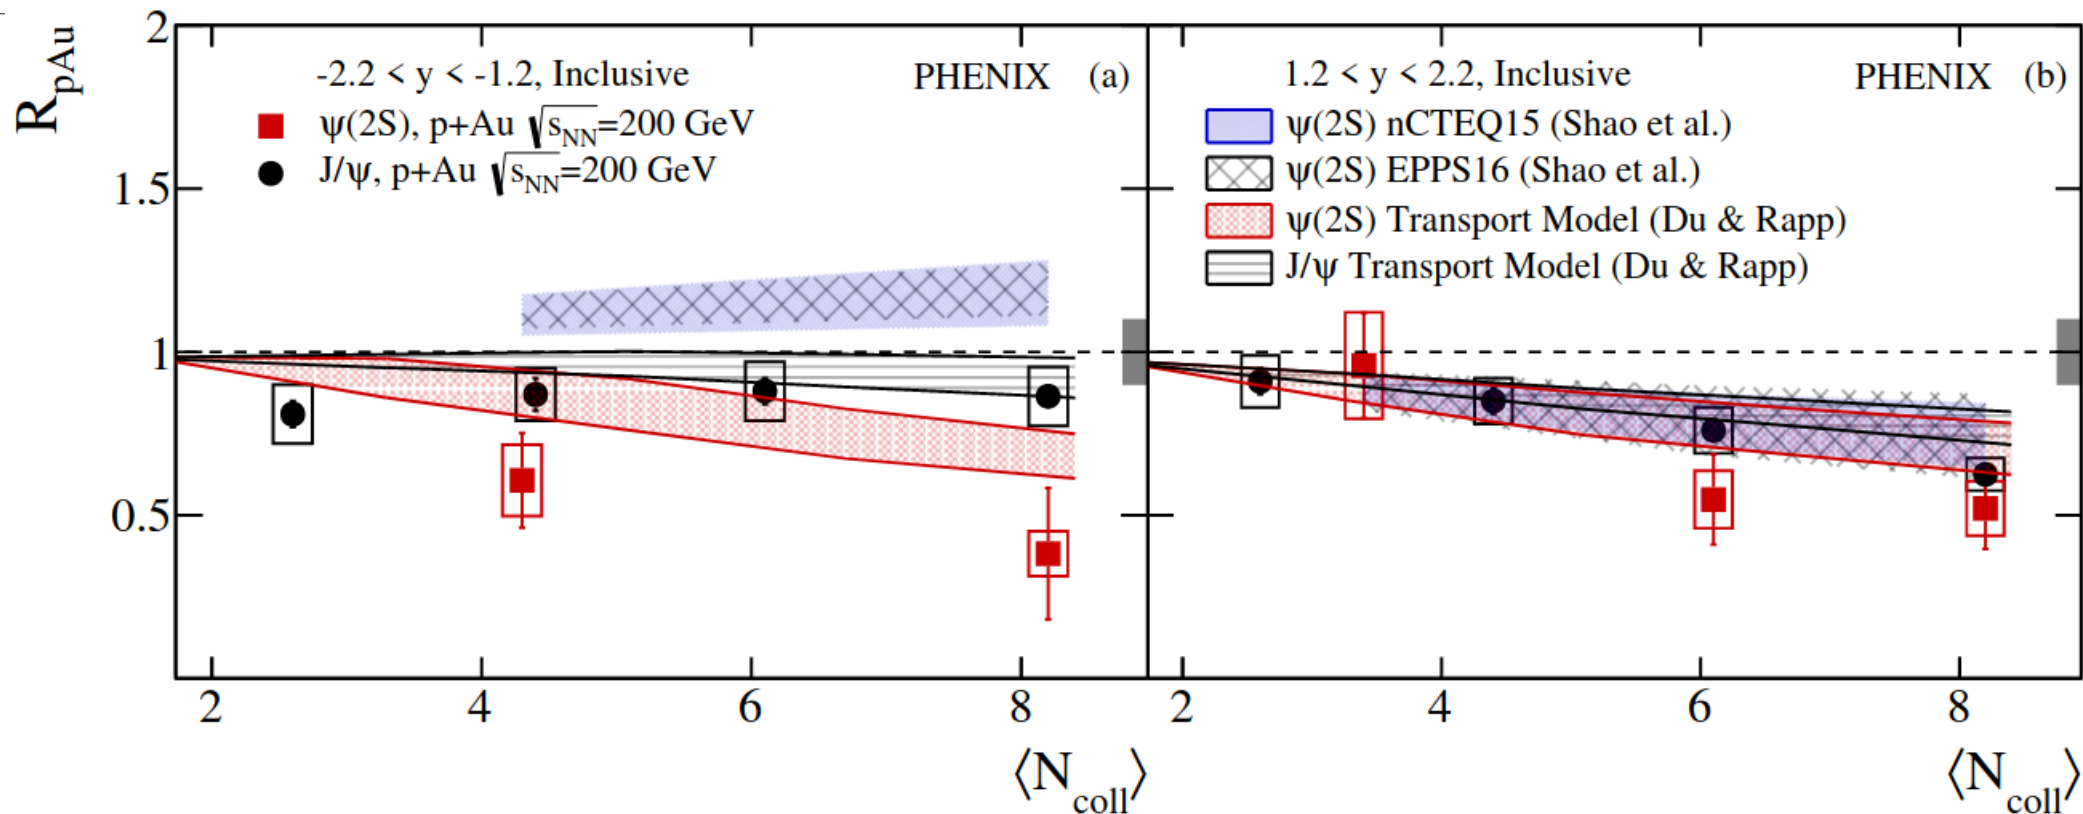 R_pAu
2
1.5
1
0.5
-2.2 < y < -1.2, Inclusive
PHENIX (a)
ψ(2S), p+Au √s_NN=200 GeV
J/ψ, p+Au √s_NN=200 GeV
2 4 6 8
⟨N_coll⟩
1.2 < y < 2.2, Inclusive
PHENIX (b)
ψ(2S) nCTEQ15 (Shao et al.)
ψ(2S) EPPS16 (Shao et al.)
ψ(2S) Transport Model (Du & Rapp)
J/ψ Transport Model (Du & Rapp)
2 4 6 8
⟨N_coll⟩